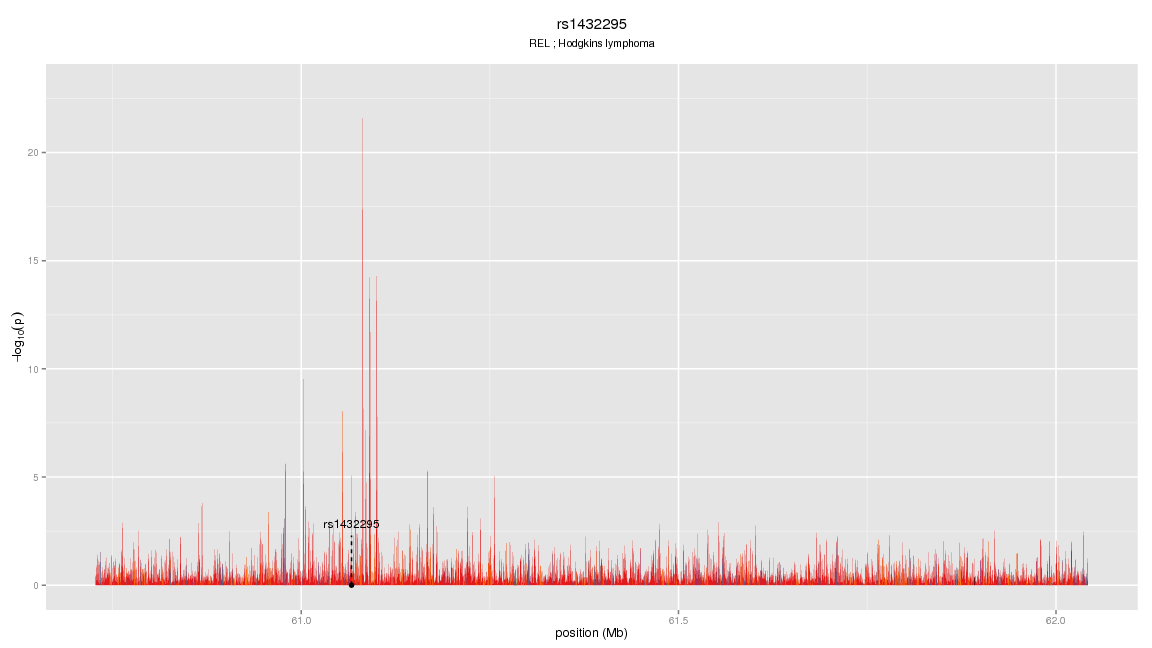 rs1432295
REL ; Hodgkins lymphoma
−log10(p)
20
15
10
5
0
rs1432295
61.0 61.5 62.0
position (Mb)